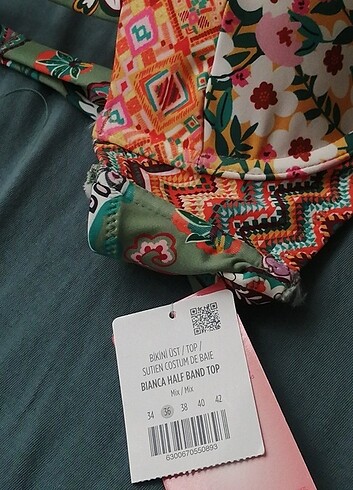 BİKİNİ ÜST / TOP /
SUTIEN COSTUM DE BAIE
BIANCA HALF BAND TOP
Mix / Mix
34 36 38 40 42
6300670550893